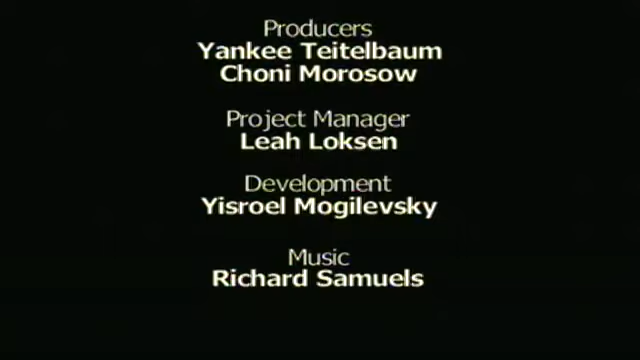 Producers
Yankee Teitelbaum
Choni Morosow
Project Manager
Leah Loksen
Development
Yisroel Mogilevsky
Music
Richard Samuels